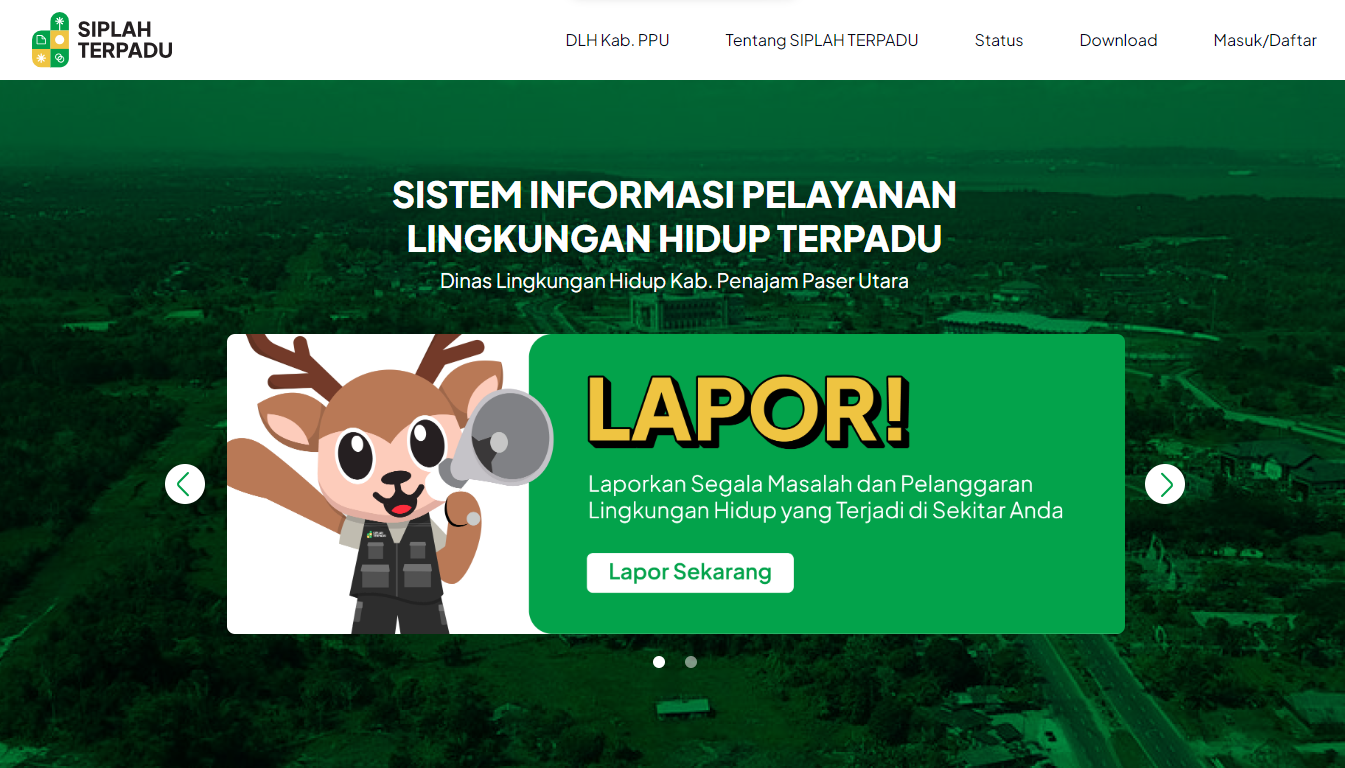 SIPLAH
TERPADU
DLH Kab. PPU
Tentang SIPLAH TERPADU
Status
Download
Masuk/Daftar
SISTEM INFORMASI PELAYANAN
LINGKUNGAN HIDUP TERPADU
Dinas Lingkungan Hidup Kab. Penajam Paser Utara
LAPOR!
Laporkan Segala Masalah dan Pelanggaran
Lingkungan Hidup yang Terjadi di Sekitar Anda
Lapor Sekarang
SIPLAH
TERPADU